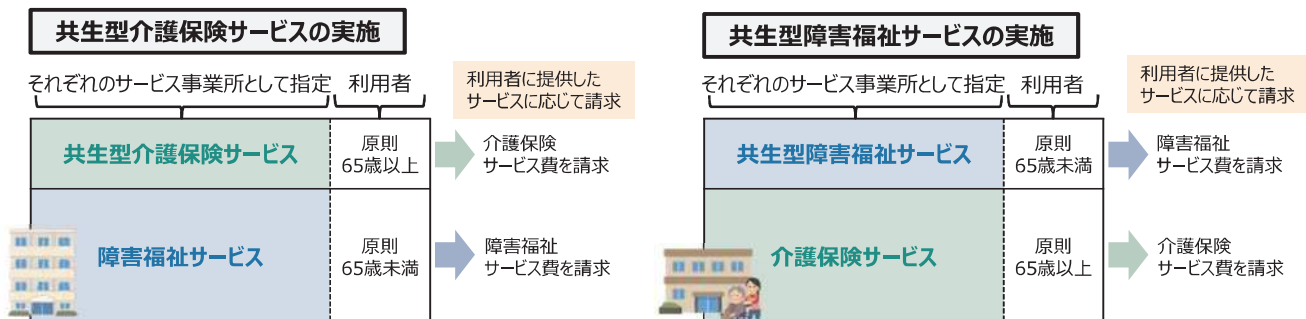 共生型介護保険サービスの実施
それぞれのサービス事業所として指定
利用者
利用者に提供した
サービスに応じて請求
共生型介護保険サービス
原則
65歳以上
介護保険
サービス費を請求
障害福祉サービス
原則
65歳未満
障害福祉
サービス費を請求
共生型障害福祉サービスの実施
それぞれのサービス事業所として指定
利用者
利用者に提供した
サービスに応じて請求
共生型障害福祉サービス
原則
65歳未満
障害福祉
サービス費を請求
介護保険サービス
原則
65歳以上
介護保険
サービス費を請求